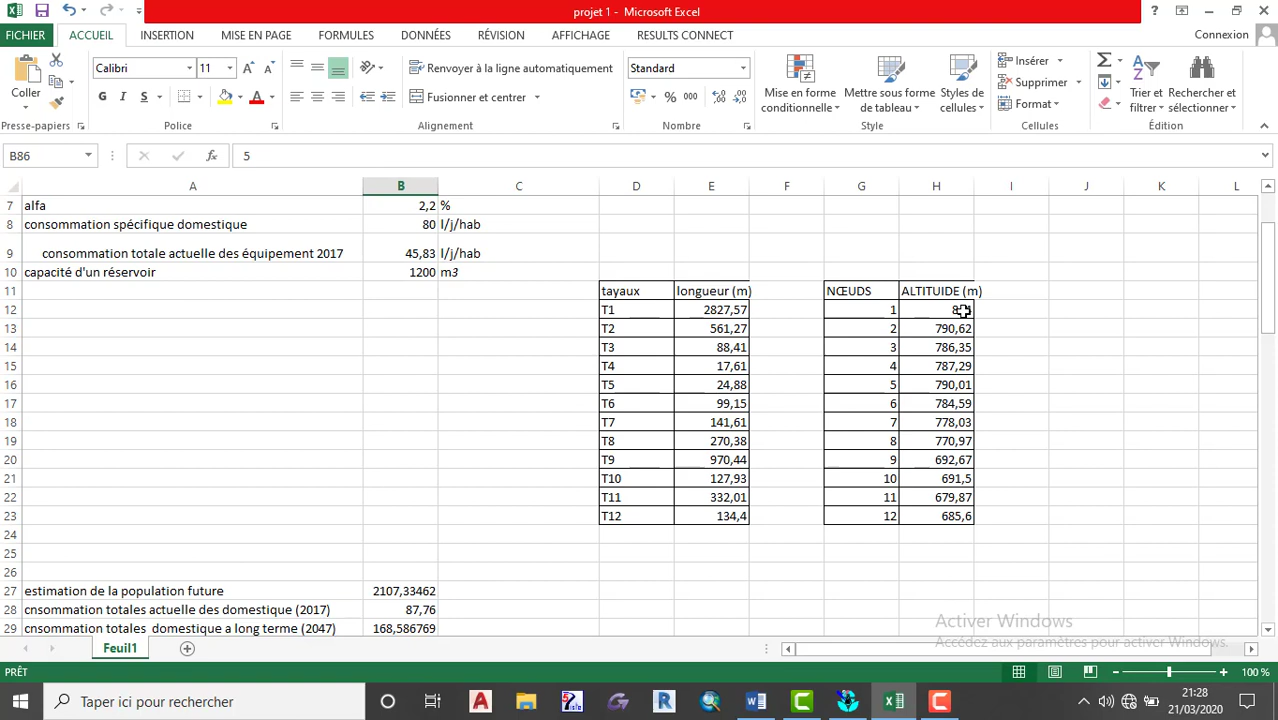 projet 1 - Microsoft Excel
FICHIER ACCUEIL INSERTION MISE EN PAGE FORMULES DONNÉES RÉVISION AFFICHAGE RESULTS CONNECT Connexion
Calibri 11 Renvoyer à la ligne automatiquement Standard Insérer Σ
Coller G I S Fusionner et centrer % 000 Mise en forme conditionnelle Mettre sous forme de tableau Styles de cellules Supprimer Format Trier et filtrer Rechercher et sélectionner
Presse-papiers Police Alignement Nombre Style Cellules Édition
B86 fx 5
A B C D E F G H I J K L
7 alfa 2,2 %
8 consommation spécifique domestique 80 l/j/hab
9 consommation totale actuelle des équipement 2017 45,83 l/j/hab
10 capacité d'un réservoir 1200 m3
11 tayaux longueur (m) NŒUDS ALTITUIDE (m)
12 T1 2827,57 1
13 T2 561,27 2 790,62
14 T3 88,41 3 786,35
15 T4 17,61 4 787,29
16 T5 24,88 5 790,01
17 T6 99,15 6 784,59
18 T7 141,61 7 778,03
19 T8 270,38 8 770,97
20 T9 970,44 9 692,67
21 T10 127,93 10 691,5
22 T11 332,01 11 679,87
23 T12 134,4 12 685,6
24
25
26
27 estimation de la population future 2107,33462
28 cnsommation totales actuelle des domestique (2017) 87,76
29 cnsommation totales domestique a long terme (2047) 168,586769
Activer Windows
Accédez aux paramètres pour activer Windows.
Feuil1
PRÊT 100 %
Taper ici pour rechercher
21:28
21/03/2020